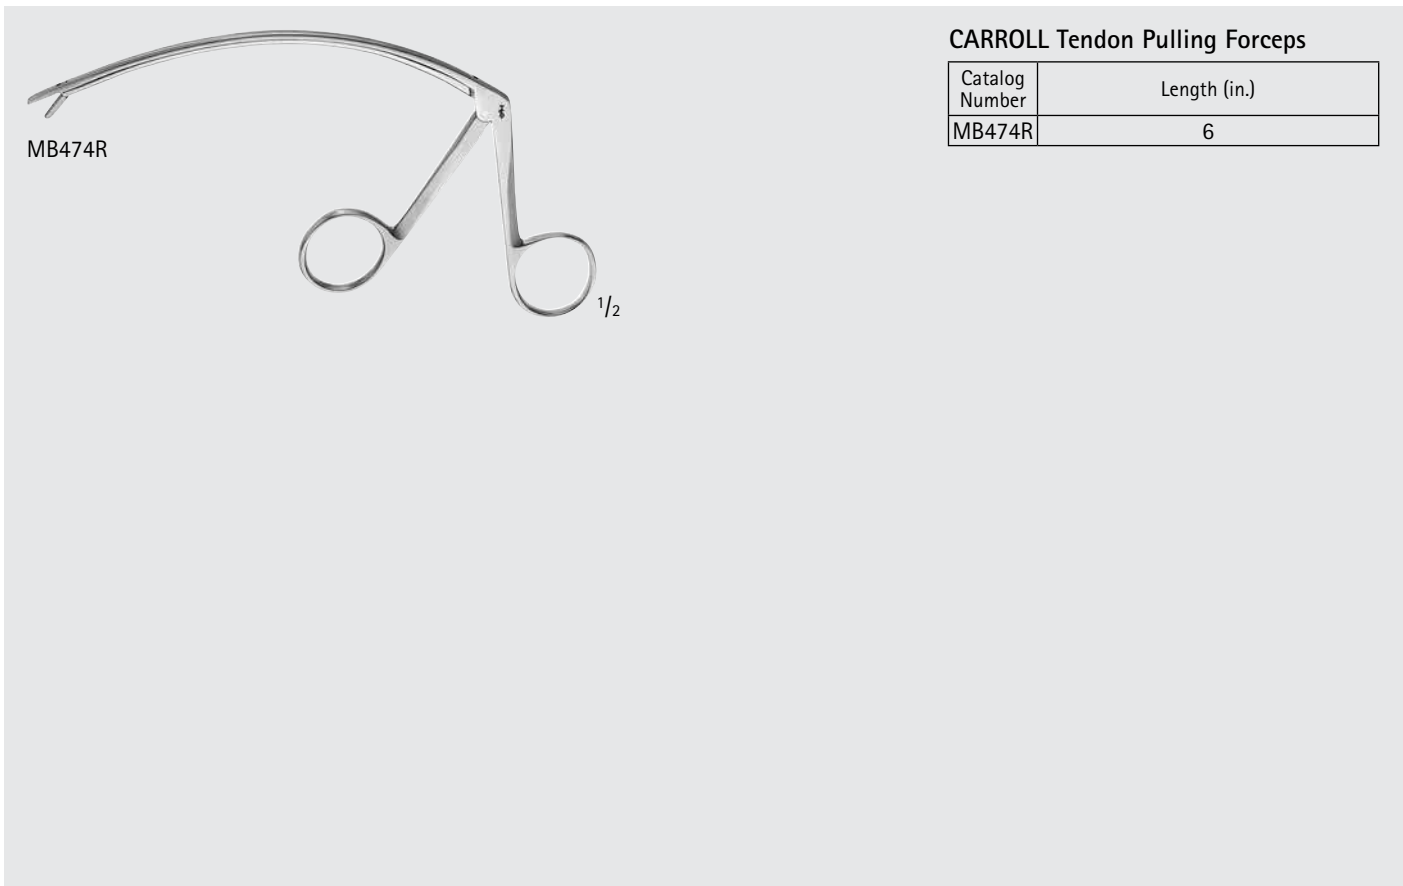 CARROLL Tendon Pulling Forceps
Catalog
Number
Length (in.)
MB474R
6
MB474R
1/2